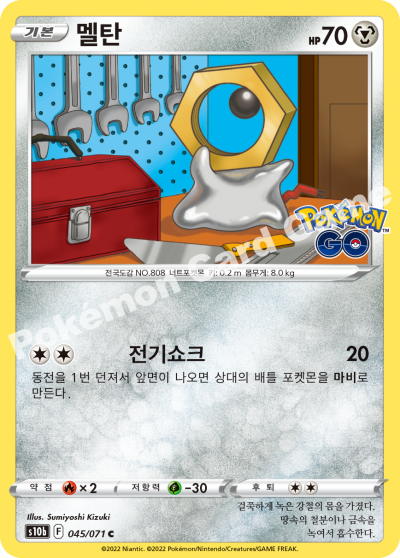 기본 멜탄 HP 70
Pokémon GO
전국도감 NO.808 너트포켓몬 키: 0.2 m 몸무게: 8.0 kg
Pokémon Card Game
전기쇼크 20
동전을 1번 던져서 앞면이 나오면 상대의 배틀 포켓몬을 마비로
만든다.
약점 ×2 저항력 -30 후퇴
Illus. Sumiyoshi Kizuki
s10b F 045/071 C
걸쭉하게 녹은 강철의 몸을 가졌다.
땅속의 철분이나 금속을
녹여서 흡수한다.
©2022 Niantic. ©2022 Pokémon/Nintendo/Creatures/GAME FREAK.